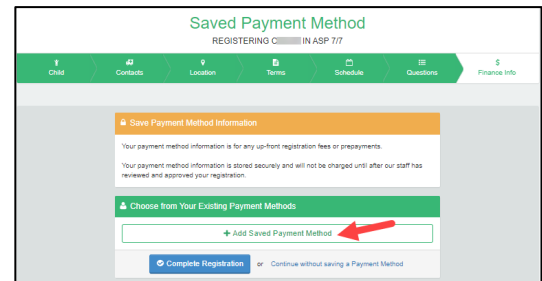 Saved Payment Method
REGISTERING C IN ASP 7/7
Child Contacts Location Terms Schedule Questions Finance Info
Save Payment Method Information
Your payment method information is for any up-front registration fees or prepayments.
Your payment method information is stored securely and will not be charged until after our staff has
reviewed and approved your registration.
Choose from Your Existing Payment Methods
+ Add Saved Payment Method
Complete Registration or Continue without saving a Payment Method